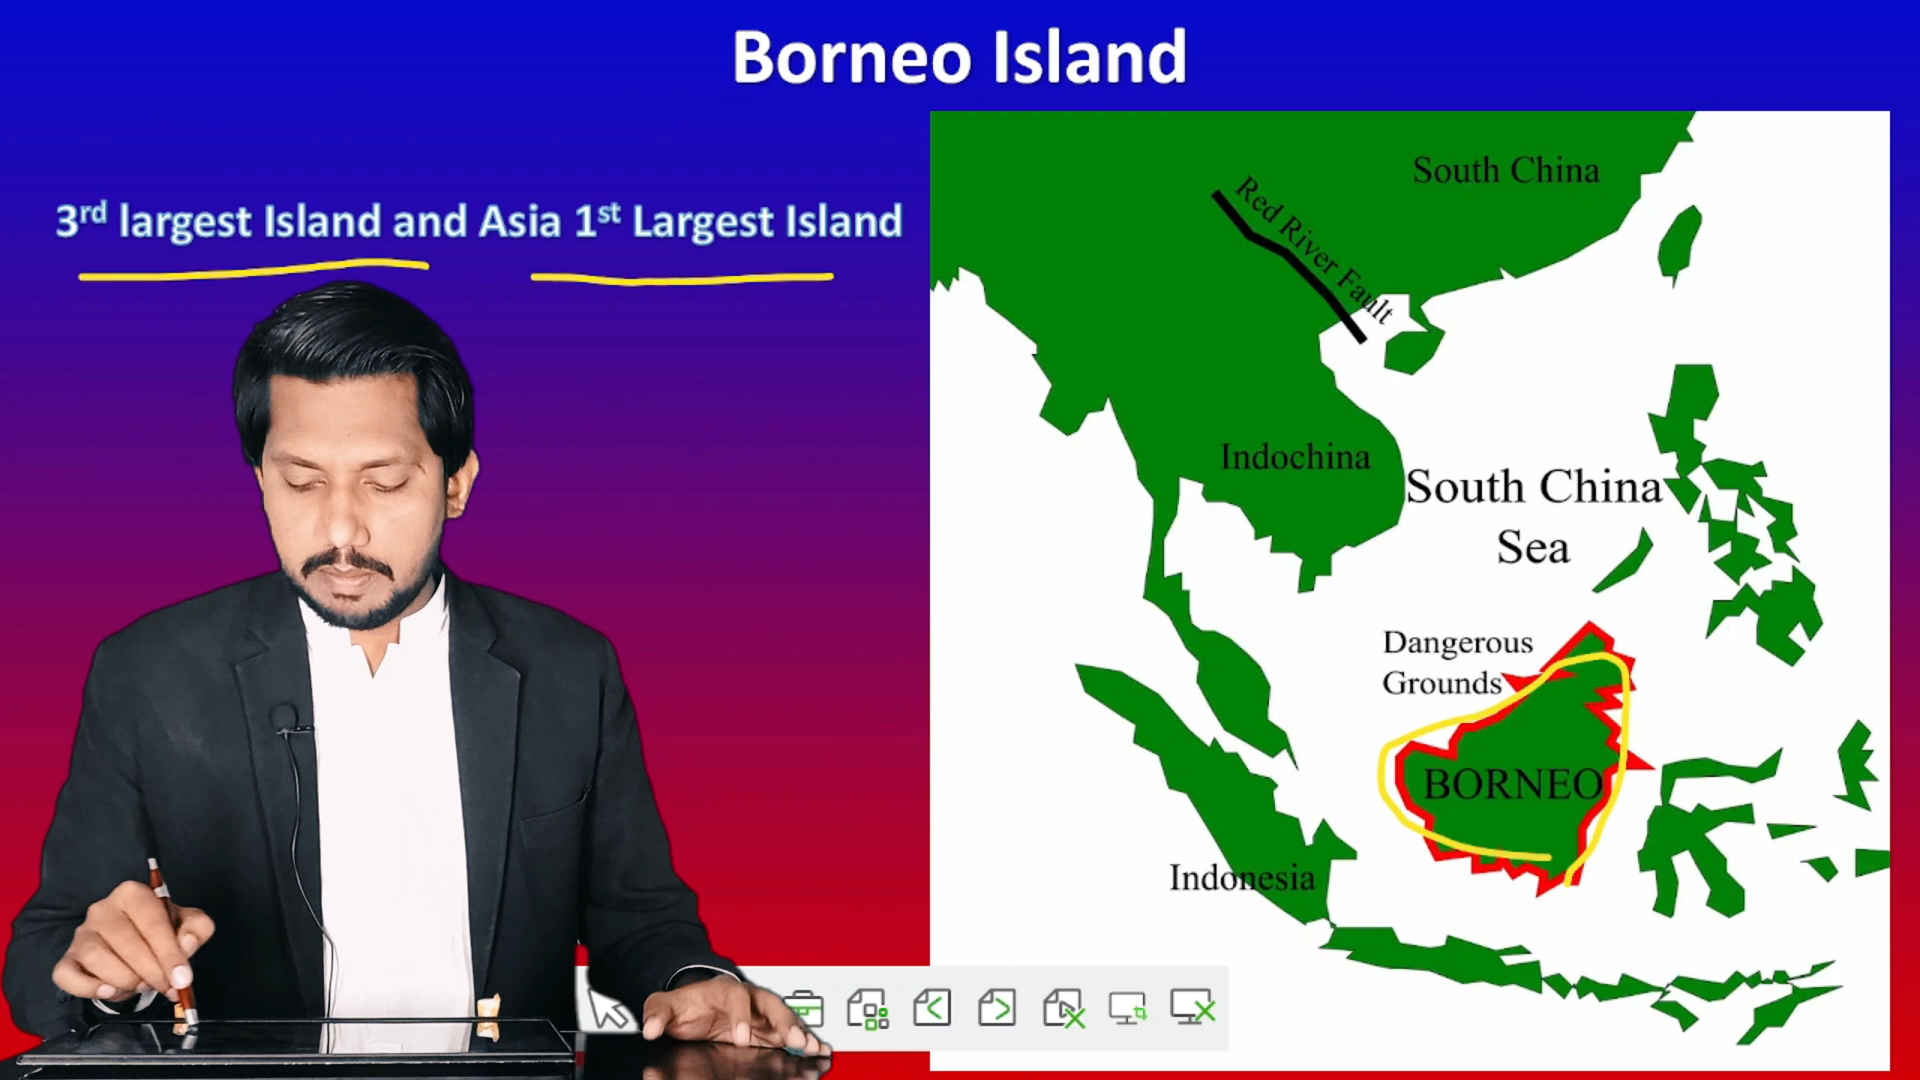 Borneo Island
3rd largest Island and Asia 1st Largest Island
South China
Red River Fault
Indochina
South China
Sea
Dangerous
Grounds
BORNEO
Indonesia